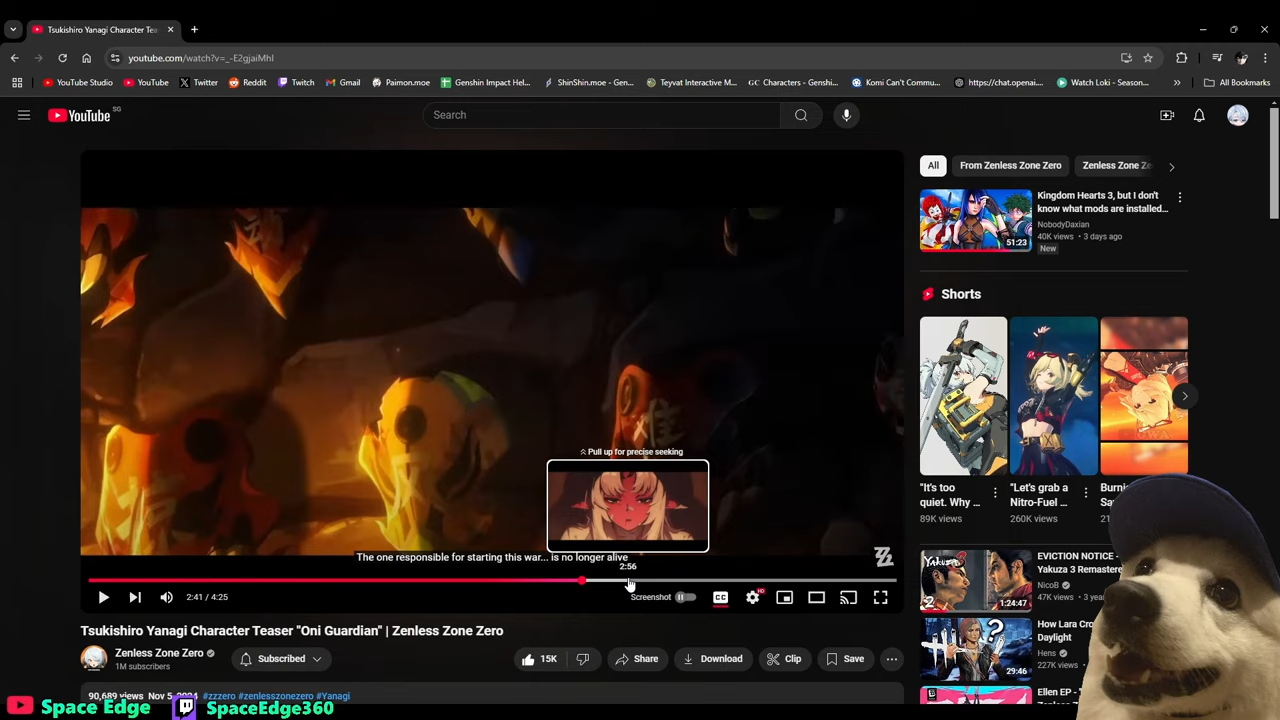 Tsukishiro Yanagi Character Tea
youtube.com/watch?v=_-E2gjaiMhI
YouTube Studio YouTube Twitter Reddit Twitch Gmail Paimon.moe Genshin Impact Hel... ShinShin.moe - Gen... Teyvat Interactive M... Characters - Genshi... Komi Can't Commu... https://chat.openai.... Watch Loki - Season... » All Bookmarks
YouTube SG
Search
All From Zenless Zone Zero Zenless Zone Ze
Kingdom Hearts 3, but I don't
know what mods are installed...
NobodyDaxian
40K views • 3 days ago
New
51:23
Shorts
Pull up for precise seeking
The one responsible for starting this war... is no longer alive
2:56
2:41 / 4:25
Screenshot
CC
HD
"It's too
quiet. Why ...
89K views
"Let's grab a
Nitro-Fuel ...
260K views
Tsukishiro Yanagi Character Teaser "Oni Guardian" | Zenless Zone Zero
Zenless Zone Zero
1M subscribers
Subscribed
15K
Share
Download
Clip
Save
90,689 views Nov 5, 2024 #zzzero #zenlesszonezero #Yanagi
EVICTION NOTICE -
Yakuza 3 Remastere
NicoB
47K views • 3 yea
1:24:47
How Lara Cro
Daylight
Hens
227K views
29:46
Ellen EP - "
Space Edge
SpaceEdge360